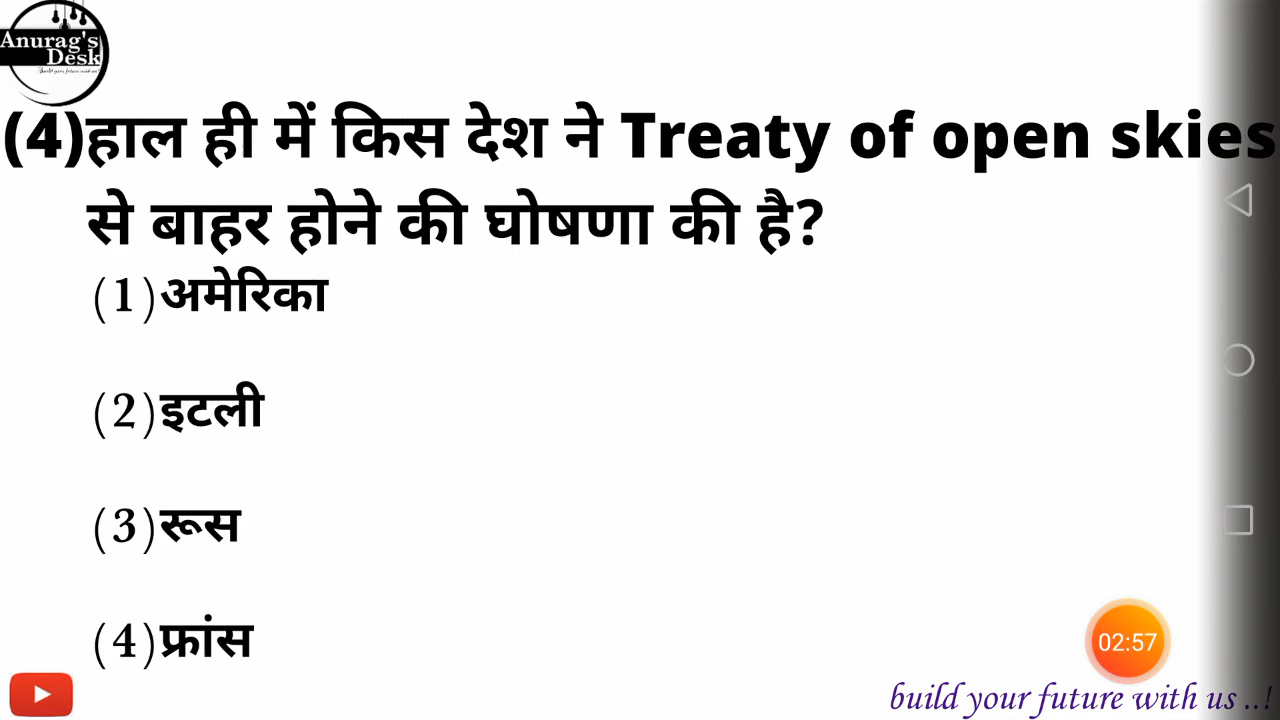 Anurag's
Desk
(4)हाल ही में किस देश ने Treaty of open skies
से बाहर होने की घोषणा की है?
(1)अमेरिका
(2)इटली
(3)रूस
(4)फ्रांस
02:57
build your future with us ..!